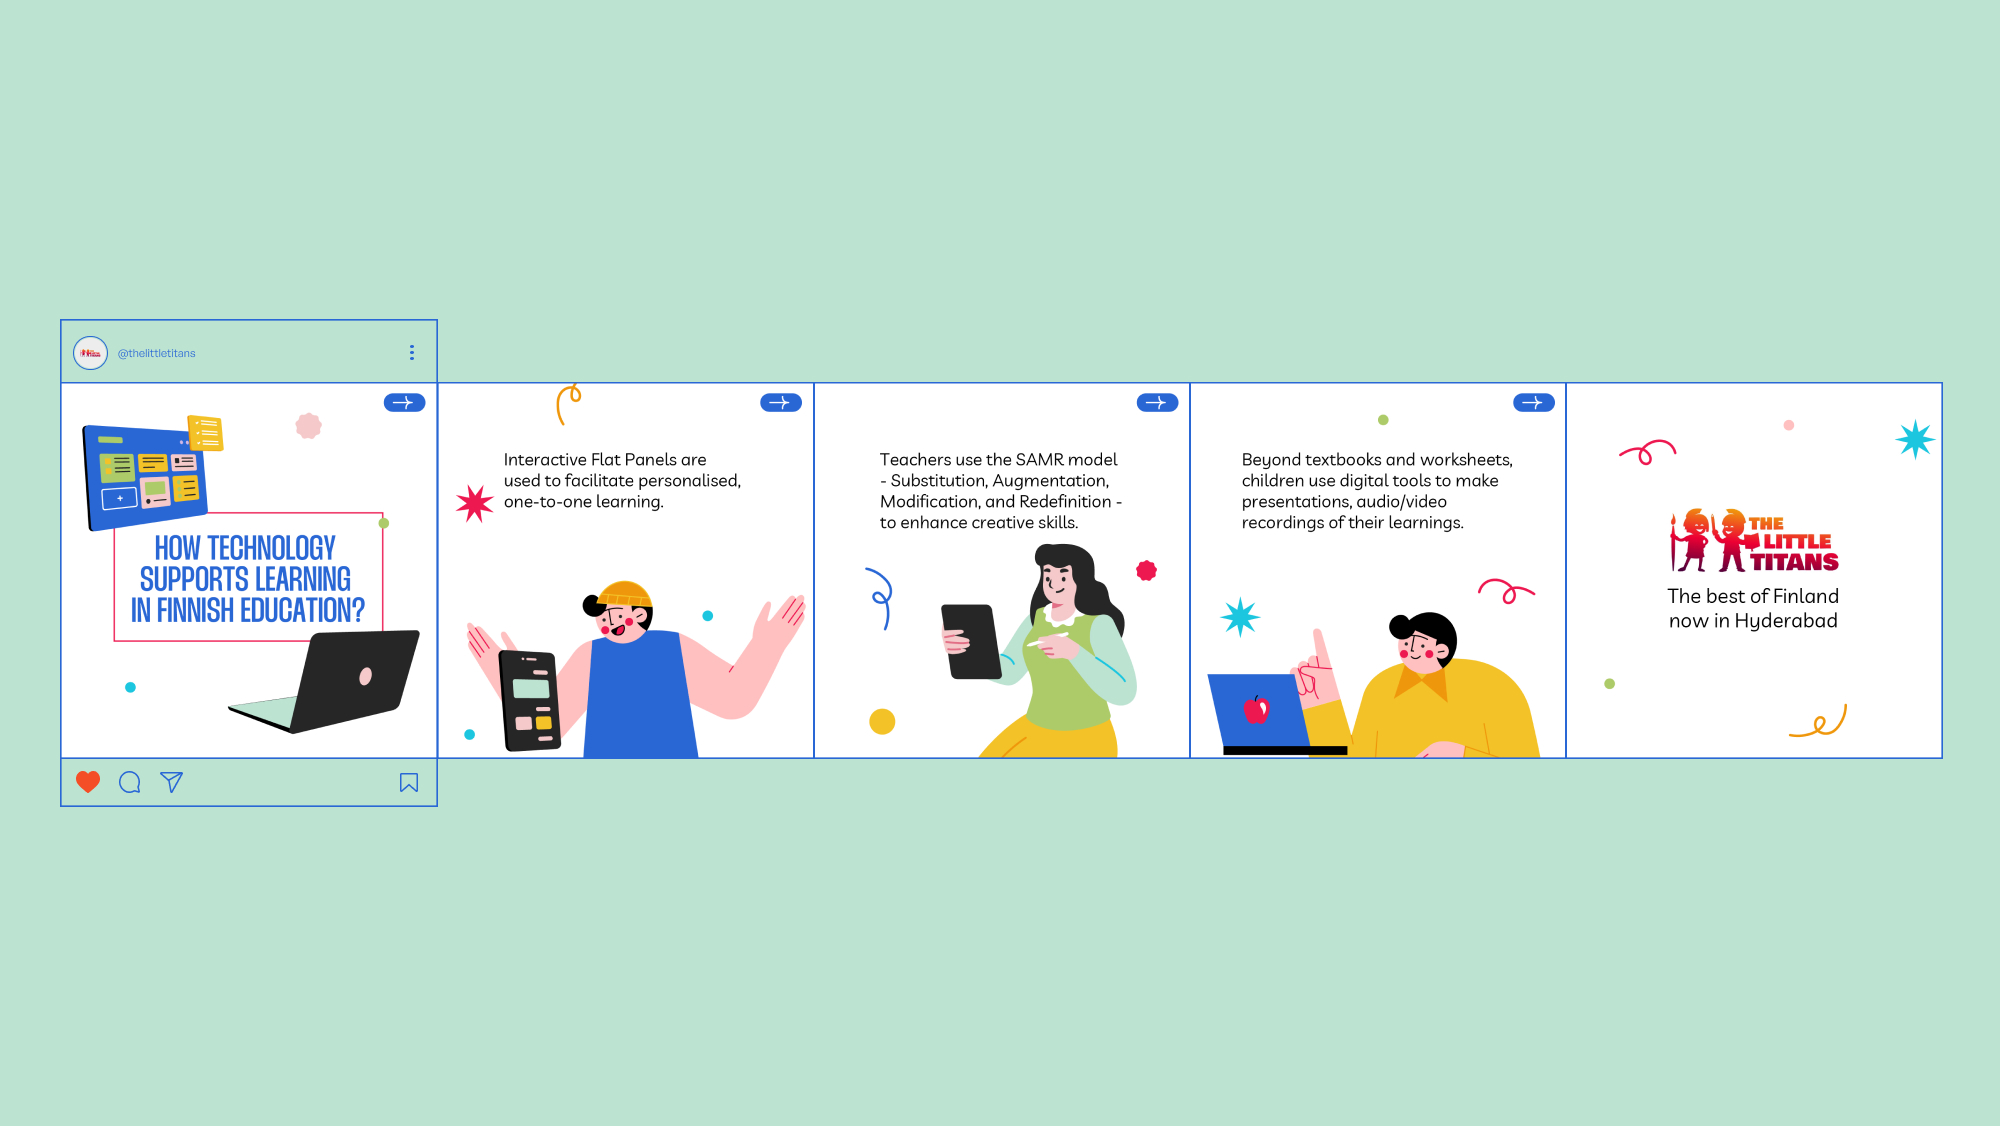 @thelittletitans
HOW TECHNOLOGY
SUPPORTS LEARNING
IN FINNISH EDUCATION?
Interactive Flat Panels are
used to facilitate personalised,
one-to-one learning.
Teachers use the SAMR model
- Substitution, Augmentation,
Modification, and Redefinition -
to enhance creative skills.
Beyond textbooks and worksheets,
children use digital tools to make
presentations, audio/video
recordings of their learnings.
THE
LITTLE
TITANS
The best of Finland
now in Hyderabad